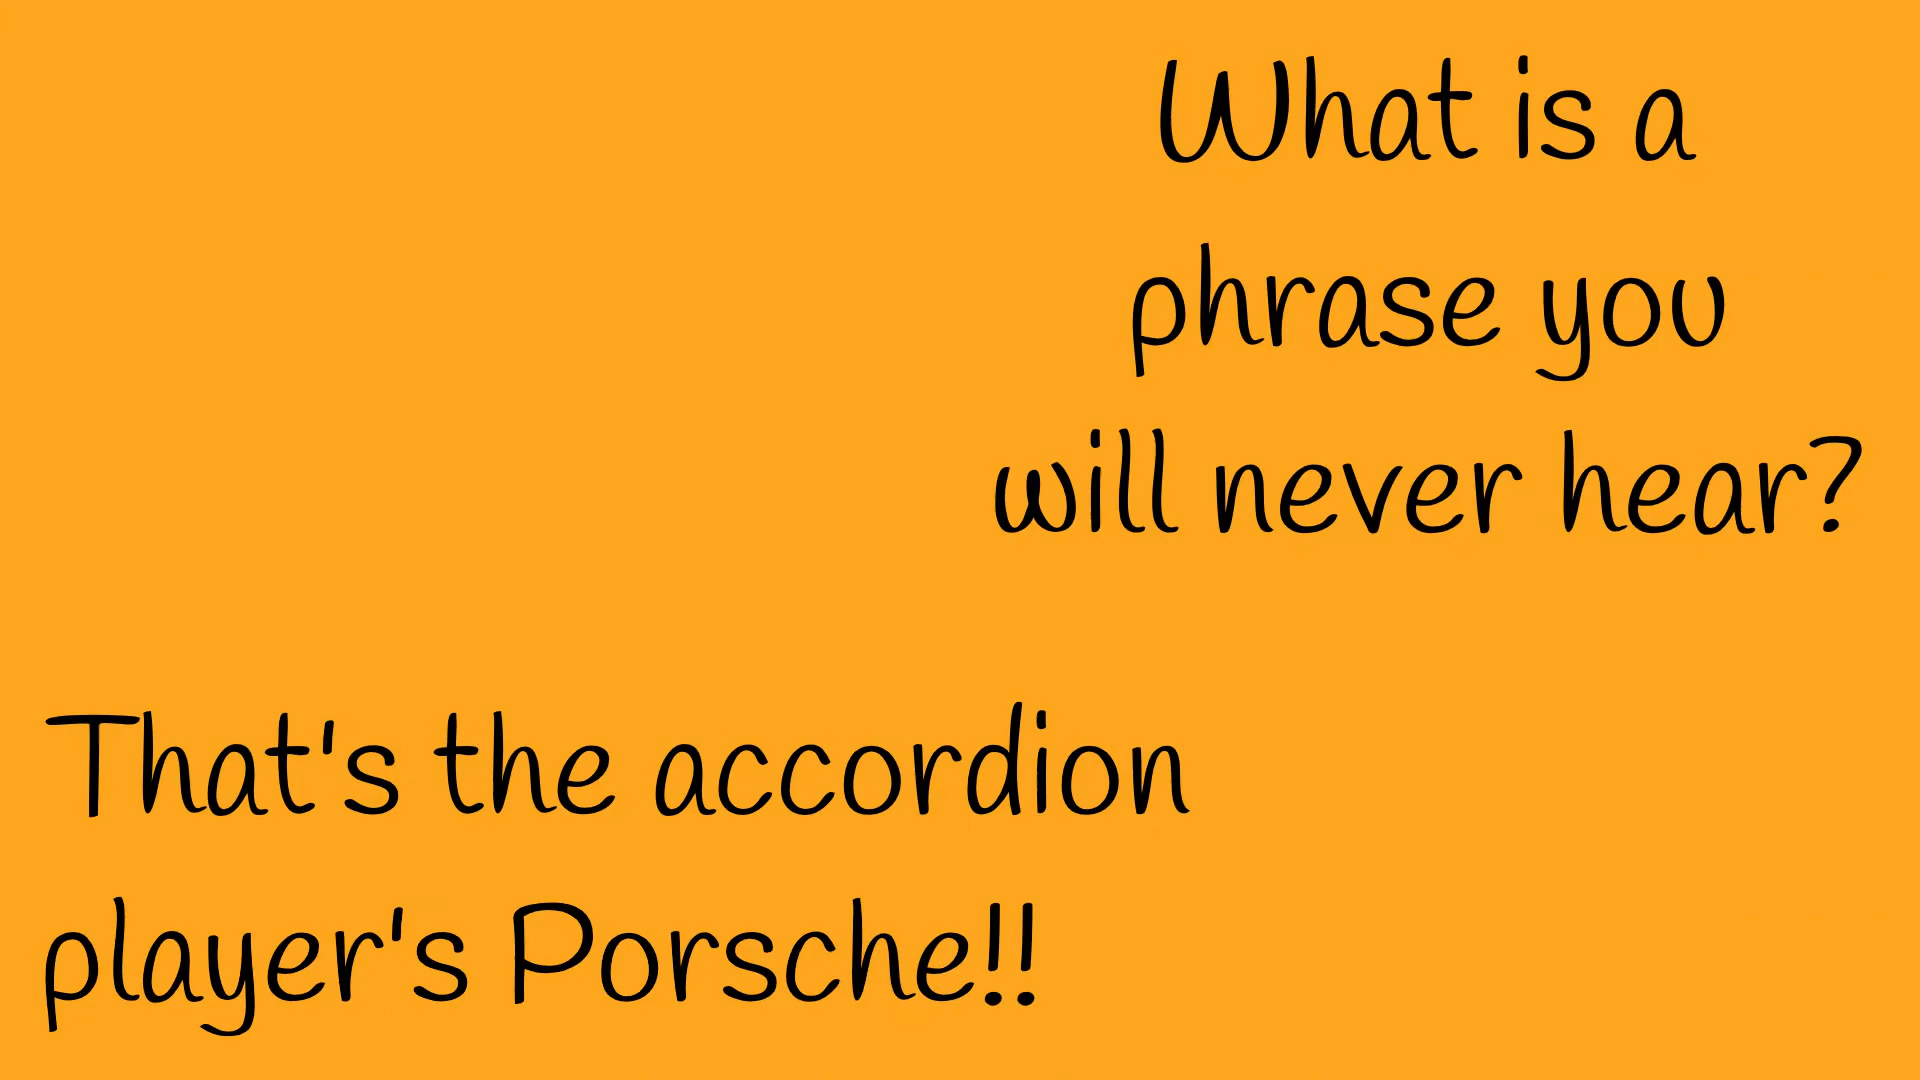 What is a
phrase you
will never hear?
That's the accordion
player's Porsche!!